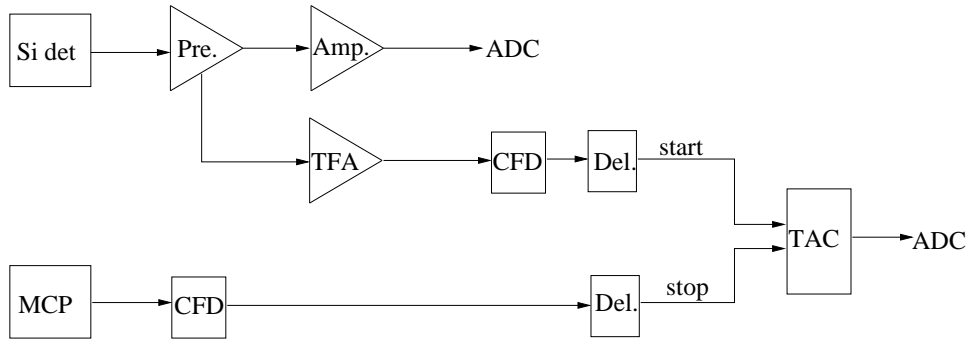 Si det
Pre.
Amp.
ADC
TFA
CFD
Del.
start
TAC
ADC
MCP
CFD
Del.
stop